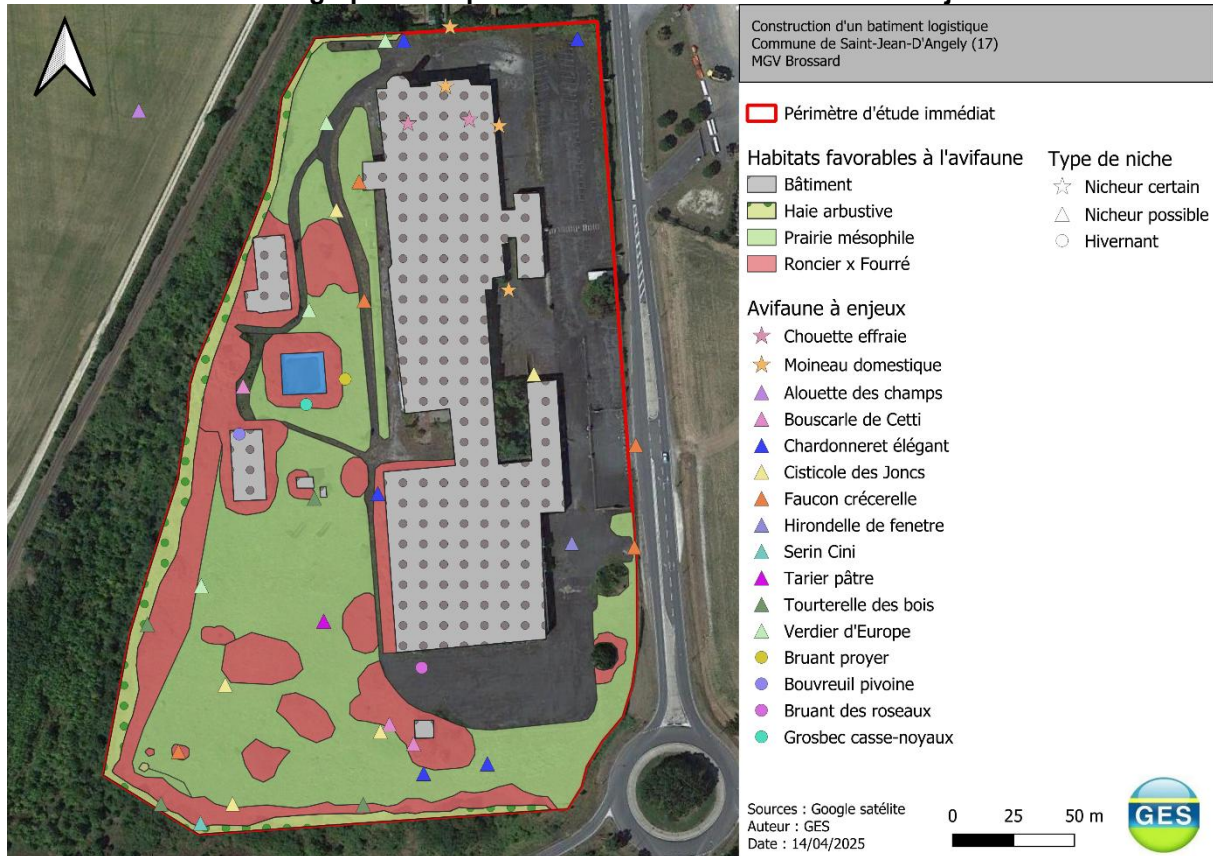 Construction d'un batiment logistique
Commune de Saint-Jean-D'Angely (17)
MGV Brossard
Périmètre d'étude immédiat
Habitats favorables à l'avifaune
Bâtiment
Haie arbustive
Prairie mésophile
Roncier x Fourré
Type de niche
Nicheur certain
Nicheur possible
Hivernant
Avifaune à enjeux
Chouette effraie
Moineau domestique
Alouette des champs
Bouscarle de Cetti
Chardonneret élégant
Cisticole des Joncs
Faucon crécerelle
Hirondelle de fenetre
Serin Cini
Tarier pâtre
Tourterelle des bois
Verdier d'Europe
Bruant proyer
Bouvreuil pivoine
Bruant des roseaux
Grosbec casse-noyaux
Sources : Google satélite
Auteur : GES
Date : 14/04/2025
0 25 50 m
GES